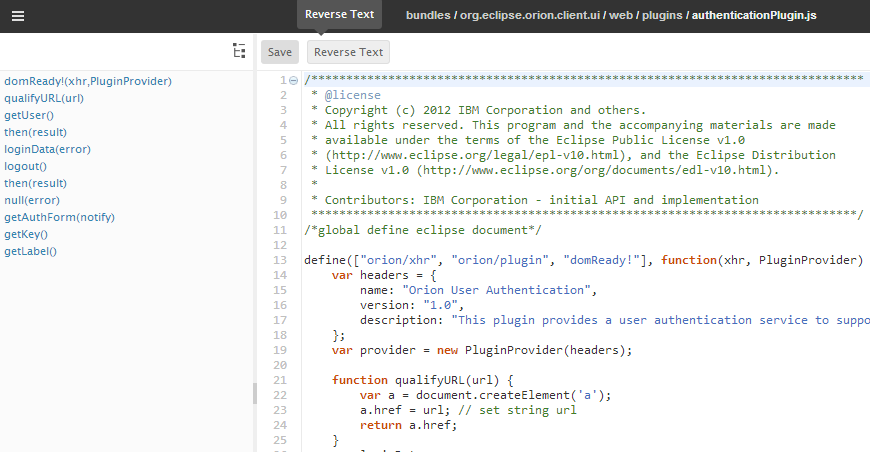 Reverse Text
bundles / org.eclipse.orion.client.ui / web / plugins / authenticationPlugin.js
Save
Reverse Text
domReady!(xhr,PluginProvider)
qualifyURL(url)
getUser()
then(result)
loginData(error)
logout()
then(result)
null(error)
getAuthForm(notify)
getKey()
getLabel()
1 /*******************************************************************************
2  * @license
3  * Copyright (c) 2012 IBM Corporation and others.
4  * All rights reserved. This program and the accompanying materials are made
5  * available under the terms of the Eclipse Public License v1.0
6  * (http://www.eclipse.org/legal/epl-v10.html), and the Eclipse Distribution
7  * License v1.0 (http://www.eclipse.org/org/documents/edl-v10.html).
8  *
9  * Contributors: IBM Corporation - initial API and implementation
10  ******************************************************************************/
11 /*global define eclipse document*/
12
13 define(["orion/xhr", "orion/plugin", "domReady!"], function(xhr, PluginProvider)
14     var headers = {
15         name: "Orion User Authentication",
16         version: "1.0",
17         description: "This plugin provides a user authentication service to suppo
18     };
19     var provider = new PluginProvider(headers);
20
21     function qualifyURL(url) {
22         var a = document.createElement('a');
23         a.href = url; // set string url
24         return a.href;
25     }